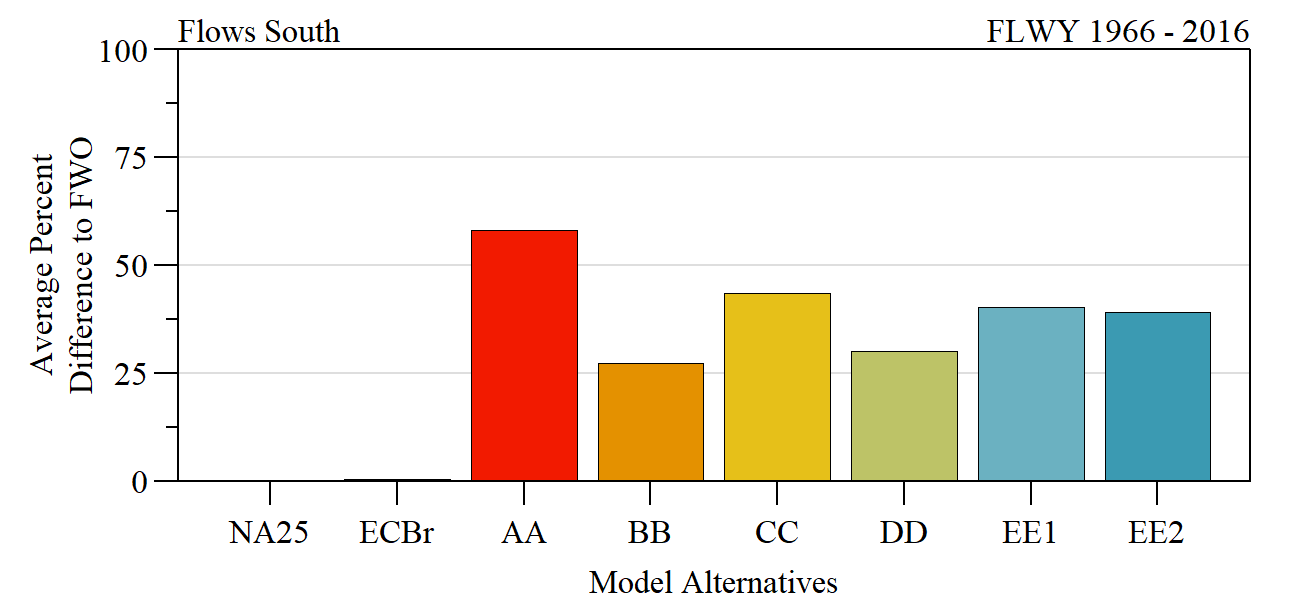 Flows South
FLWY 1966 - 2016
100
75
50
25
0
Average Percent
Difference to FWO
NA25 ECBr AA BB CC DD EE1 EE2
Model Alternatives